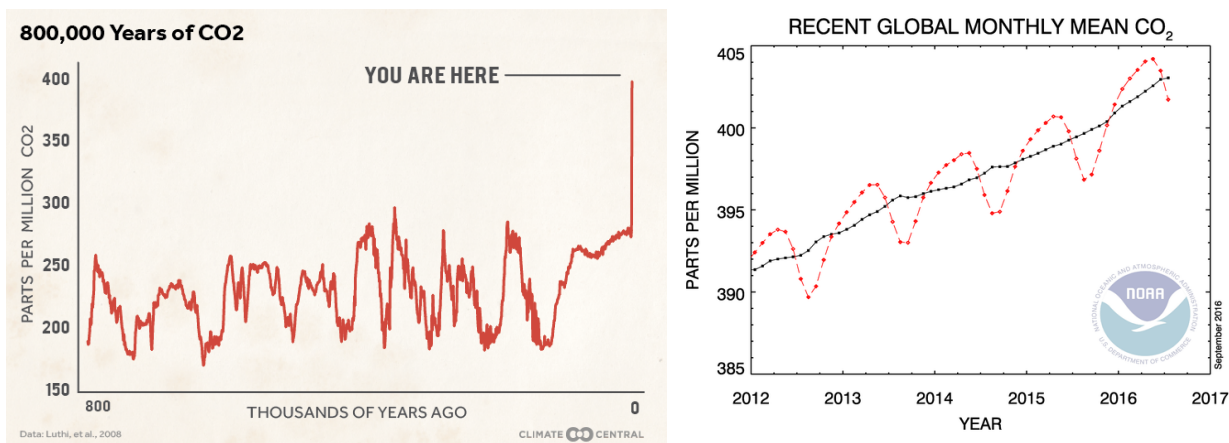 800,000 Years of CO2
YOU ARE HERE
PARTS PER MILLION CO2
400
350
300
250
200
150
800
THOUSANDS OF YEARS AGO
0
Data: Luthi, et al., 2008
CLIMATE CENTRAL
RECENT GLOBAL MONTHLY MEAN CO₂
PARTS PER MILLION
405
400
395
390
385
2012 2013 2014 2015 2016 2017
YEAR
NATIONAL OCEANIC AND ATMOSPHERIC ADMINISTRATION
NOAA
U.S. DEPARTMENT OF COMMERCE
September 2016